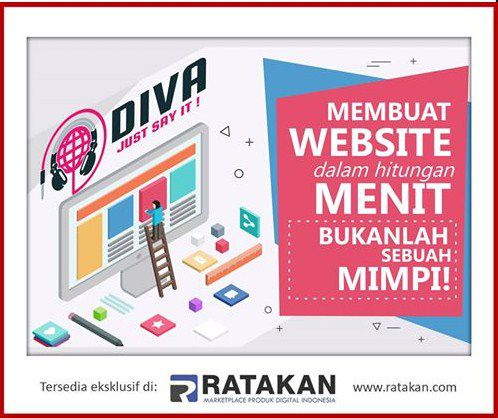 DIVA
JUST SAY IT !
MEMBUAT
WEBSITE
dalam hitungan
MENIT
BUKANLAH
SEBUAH
MIMPI!
Tersedia eksklusif di:
RATAKAN
MARKETPLACE PRODUK DIGITAL INDONESIA
www.ratakan.com